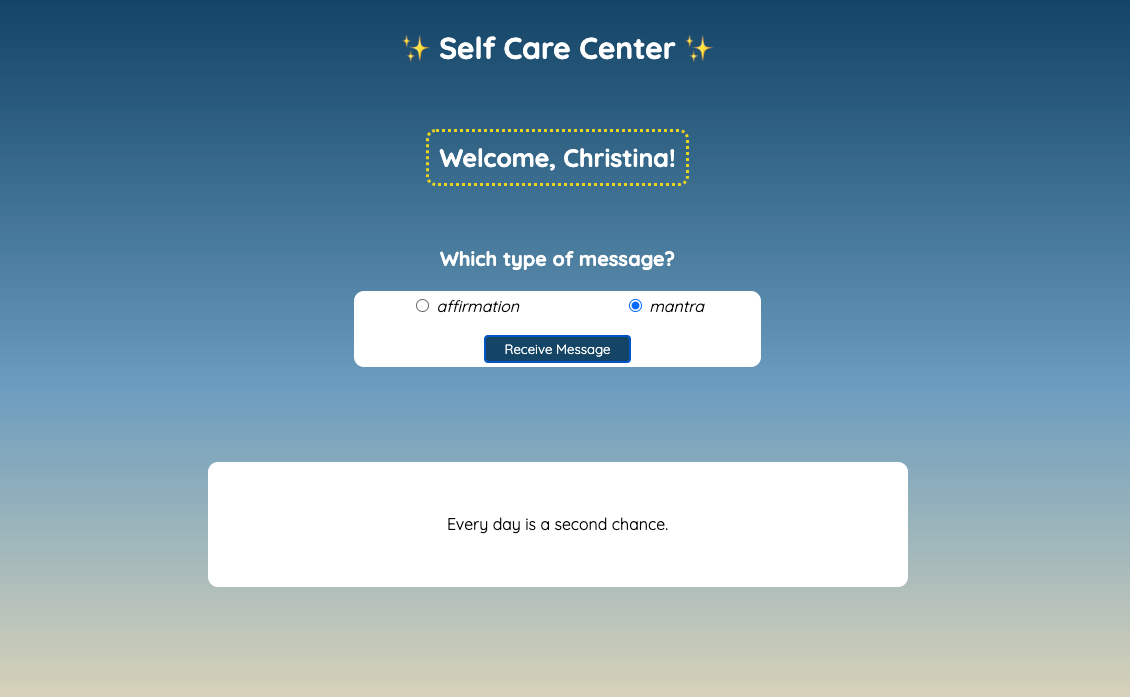 ✨ Self Care Center ✨
Welcome, Christina!
Which type of message?
affirmation mantra
Receive Message
Every day is a second chance.